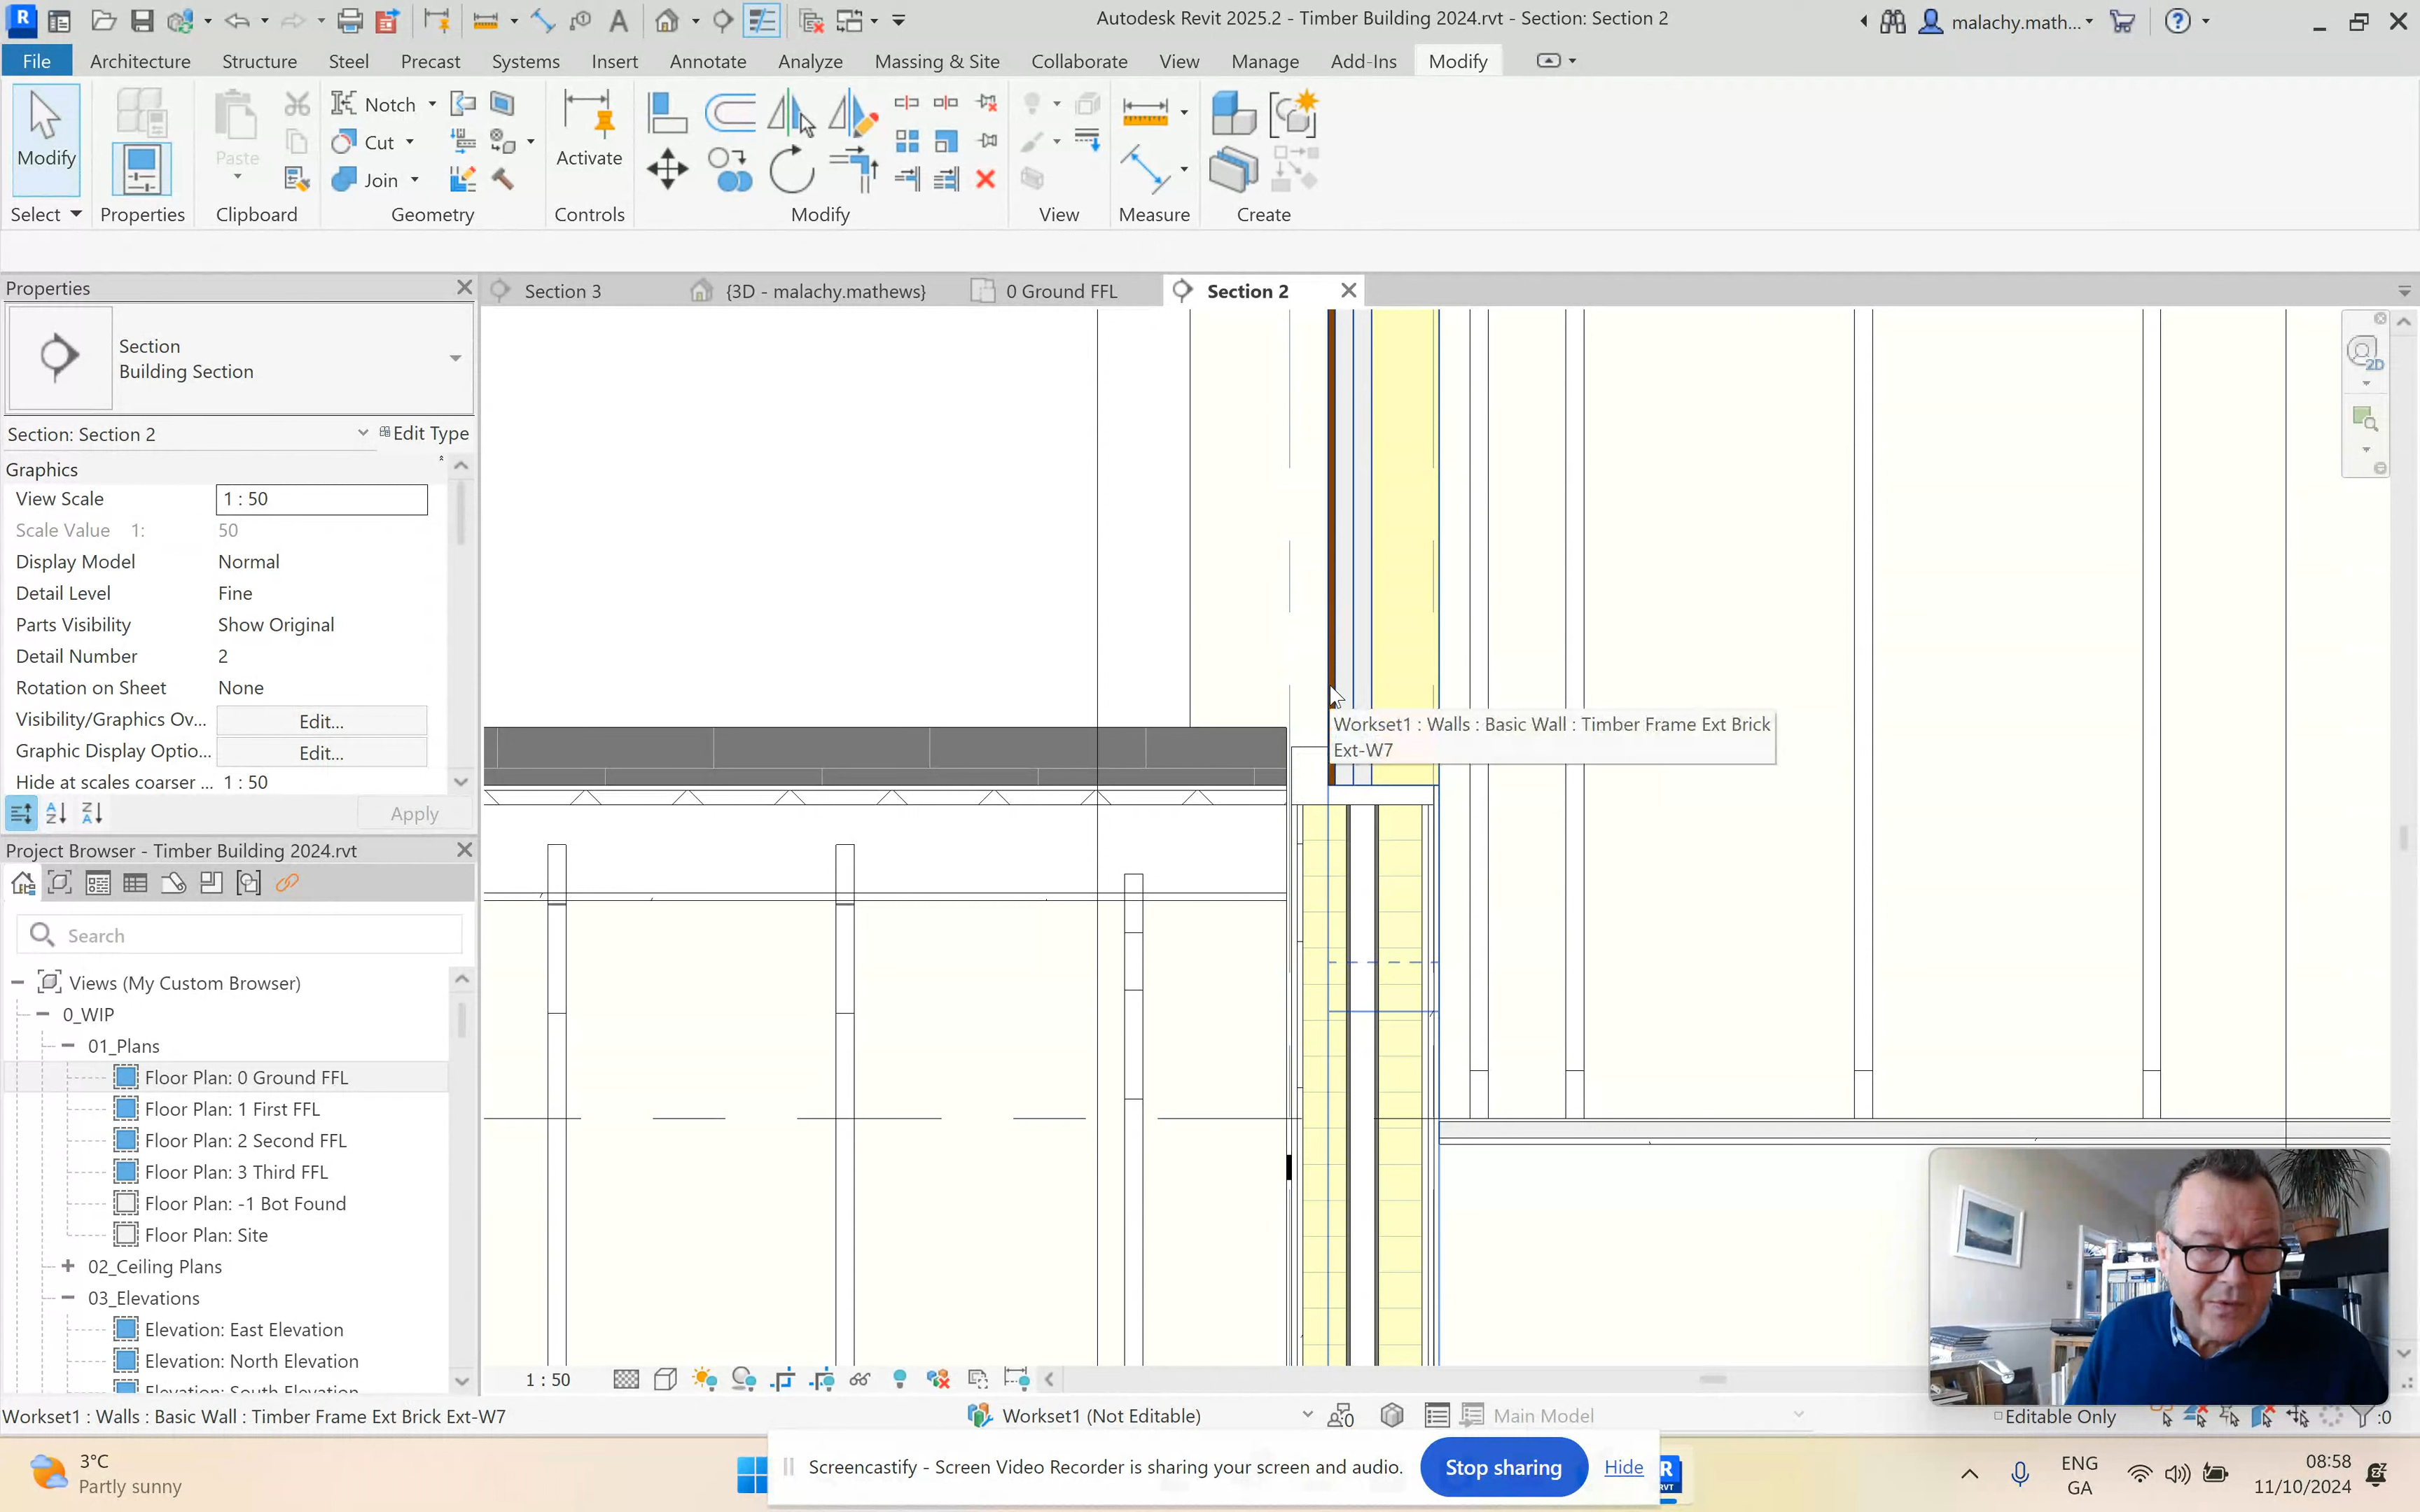 Autodesk Revit 2025.2 - Timber Building 2024.rvt - Section: Section 2
malachy.math...
File Architecture Structure Steel Precast Systems Insert Annotate Analyze Massing & Site Collaborate View Manage Add-Ins Modify
Modify
Paste
Notch
Cut
Join
Activate
Select Properties Clipboard Geometry Controls Modify View Measure Create
Properties
Section 3 {3D - malachy.mathews} 0 Ground FFL Section 2
Section
Building Section
Section: Section 2 Edit Type
Graphics
View Scale 1 : 50
Scale Value 1: 50
Display Model Normal
Detail Level Fine
Parts Visibility Show Original
Detail Number 2
Rotation on Sheet None
Visibility/Graphics Ov... Edit...
Graphic Display Optio... Edit...
Hide at scales coarser ... 1 : 50
Apply
2D
Workset1 : Walls : Basic Wall : Timber Frame Ext Brick
Ext-W7
Project Browser - Timber Building 2024.rvt
Search
Views (My Custom Browser)
0_WIP
01_Plans
Floor Plan: 0 Ground FFL
Floor Plan: 1 First FFL
Floor Plan: 2 Second FFL
Floor Plan: 3 Third FFL
Floor Plan: -1 Bot Found
Floor Plan: Site
02_Ceiling Plans
03_Elevations
Elevation: East Elevation
Elevation: North Elevation
Elevation: South Elevation
1 : 50
Workset1 : Walls : Basic Wall : Timber Frame Ext Brick Ext-W7
Workset1 (Not Editable)
:0
Main Model
Editable Only
:0
3°C
Partly sunny
Screencastify - Screen Video Recorder is sharing your screen and audio. Stop sharing Hide
R
RVT
ENG
GA
08:58
11/10/2024